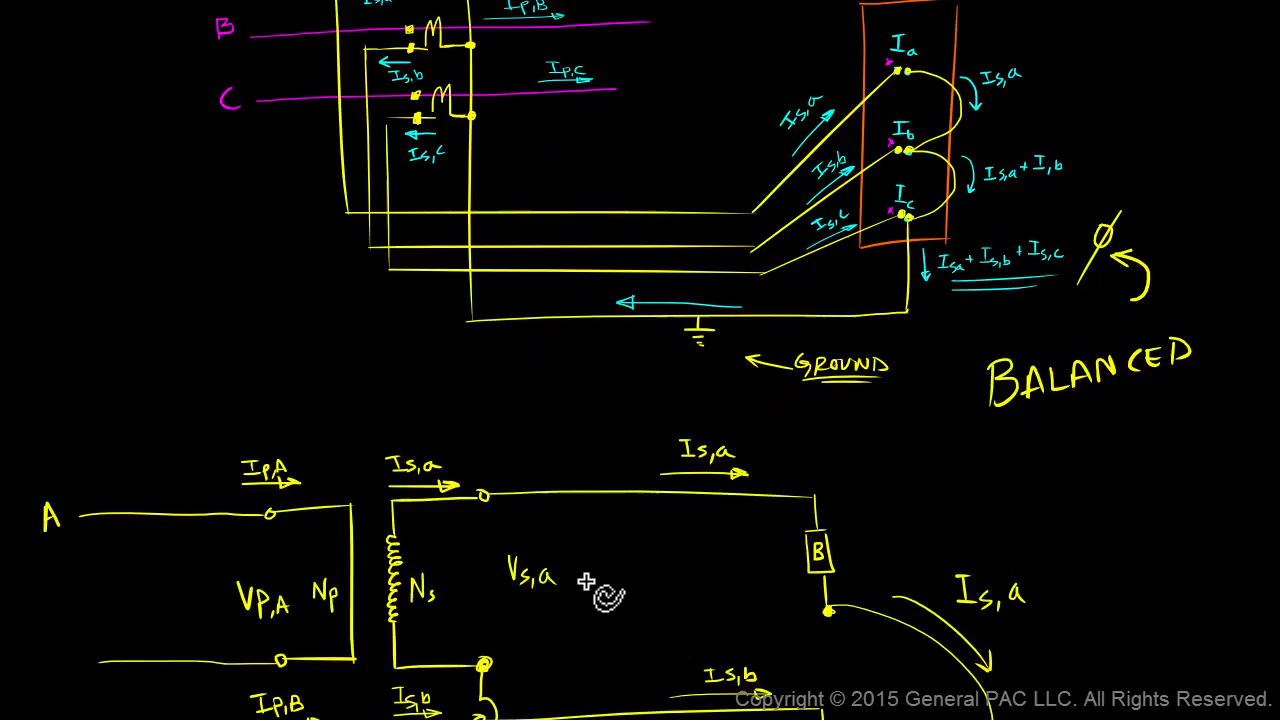 Is,a
Ip,B
B
Is,b
Ip,C
C
Is,c
Ia
Is,a
Is,a
Ib
Is,b
Is,a + I,b
Ic
Is,c
Isa + Is,b + Is,c
GROUND
BALANCED
Ip,A
Is,a
Is,a
A
B
Vs,a
Vp,A
Np
Ns
Is,a
Ip,B
Is,b
Is,b
Copyright © 2015 General PAC LLC. All Rights Reserved.